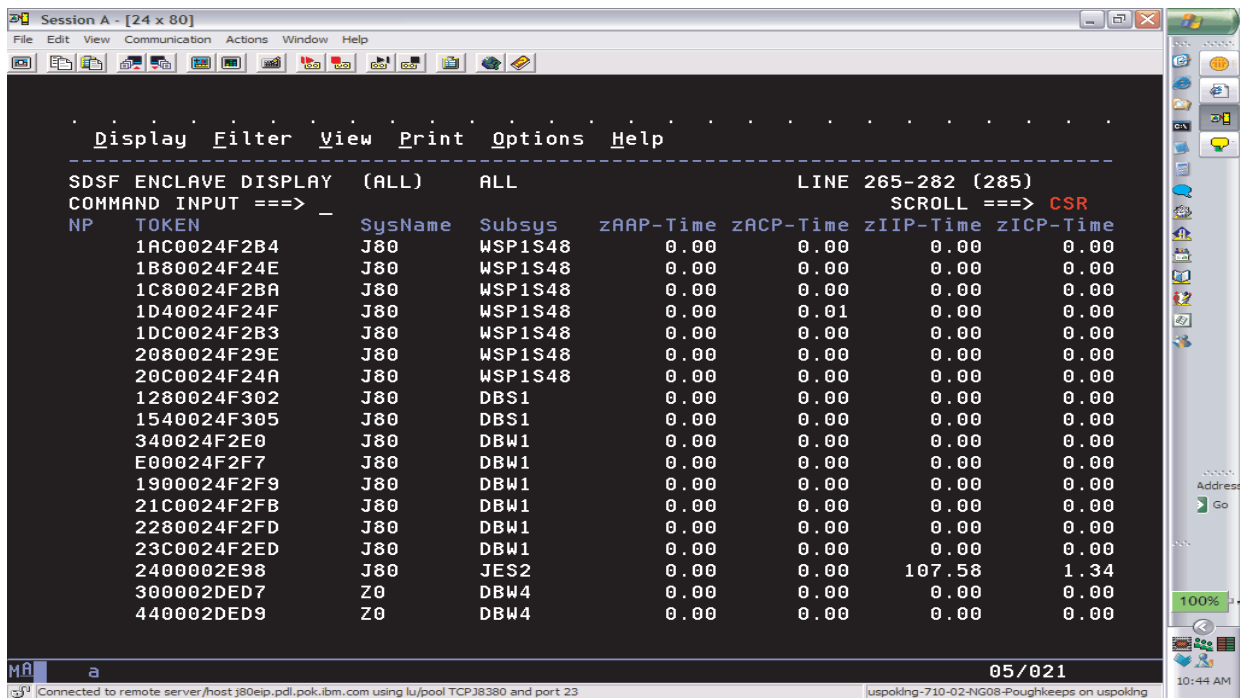 Session A - [24 x 80]
File Edit View Communication Actions Window Help
. . . . . . . . . . . . . . . . . . . . . . . . . . .
Display Filter View Print Options Help
-------------------------------------------------------------------------------
SDSF ENCLAVE DISPLAY (ALL) ALL LINE 265-282 (285)
COMMAND INPUT ===> _ SCROLL ===> CSR
NP TOKEN SysName Subsys zAAP-Time zACP-Time zIIP-Time zICP-Time
1AC0024F2B4 J80 WSP1S48 0.00 0.00 0.00 0.00
1B80024F24E J80 WSP1S48 0.00 0.00 0.00 0.00
1C80024F2BA J80 WSP1S48 0.00 0.00 0.00 0.00
1D40024F24F J80 WSP1S48 0.00 0.01 0.00 0.00
1DC0024F2B3 J80 WSP1S48 0.00 0.00 0.00 0.00
2080024F29E J80 WSP1S48 0.00 0.00 0.00 0.00
20C0024F24A J80 WSP1S48 0.00 0.00 0.00 0.00
1280024F302 J80 DBS1 0.00 0.00 0.00 0.00
1540024F305 J80 DBS1 0.00 0.00 0.00 0.00
340024F2E0 J80 DBW1 0.00 0.00 0.00 0.00
E00024F2F7 J80 DBW1 0.00 0.00 0.00 0.00
1900024F2F9 J80 DBW1 0.00 0.00 0.00 0.00
21C0024F2FB J80 DBW1 0.00 0.00 0.00 0.00
2280024F2FD J80 DBW1 0.00 0.00 0.00 0.00
23C0024F2ED J80 DBW1 0.00 0.00 0.00 0.00
2400002E98 J80 JES2 0.00 0.00 107.58 1.34
300002DED7 Z0 DBW4 0.00 0.00 0.00 0.00
440002DED9 Z0 DBW4 0.00 0.00 0.00 0.00
MA a 05/021
Connected to remote server/host j80eip.pdl.pok.ibm.com using lu/pool TCPJ8380 and port 23
uspoklng-710-02-NG08-Poughkeeps on uspoklng
C:\
Address
Go
100%
10:44 AM